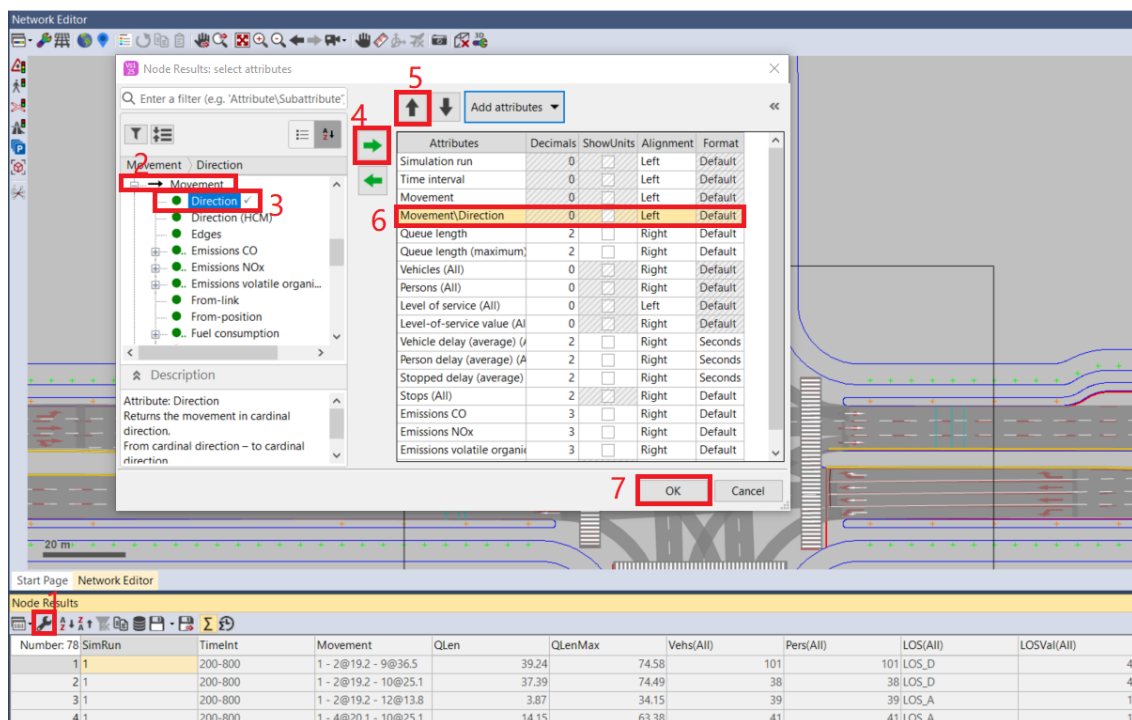 Network Editor
Node Results: select attributes
5
Enter a filter (e.g. 'Attribute\Subattribute'
4
Add attributes
Movement Direction
2
Movement
Direction
3
Direction (HCM)
Edges
Emissions CO
Emissions NOx
Emissions volatile organi...
From-link
From-position
Fuel consumption
Description
Attribute: Direction
Returns the movement in cardinal
direction.
From cardinal direction – to cardinal
direction
Attributes Decimals ShowUnits Alignment Format
Simulation run 0 Left Default
Time interval 0 Left Default
Movement 0 Left Default
6
Movement\Direction 0 Left Default
Queue length 2 Right Default
Queue length (maximum) 2 Right Default
Vehicles (All) 0 Right Default
Persons (All) 0 Right Default
Level of service (All) 0 Left Default
Level-of-service value (Al 0 Right Default
Vehicle delay (average) (A 2 Right Seconds
Person delay (average) (A 2 Right Seconds
Stopped delay (average) 2 Right Seconds
Stops (All) 2 Right Default
Emissions CO 3 Right Default
Emissions NOx 3 Right Default
Emissions volatile organi 3 Right Default
7
OK Cancel
20 m
Start Page Network Editor
Node Results
1
Number: 78 SimRun TimeInt Movement QLen QLenMax Vehs(All) Pers(All) LOS(All) LOSVal(All)
1 1 200-800 1 - 2@19.2 - 9@36.5 39.24 74.58 101 101 LOS_D 4
2 1 200-800 1 - 2@19.2 - 10@25.1 37.39 74.49 38 38 LOS_D 4
3 1 200-800 1 - 2@19.2 - 12@13.8 3.87 34.15 39 39 LOS_A 1
4 1 200-800 1 - 4@20.1 - 10@25.1 14.15 63.38 41 41 LOS_A 1